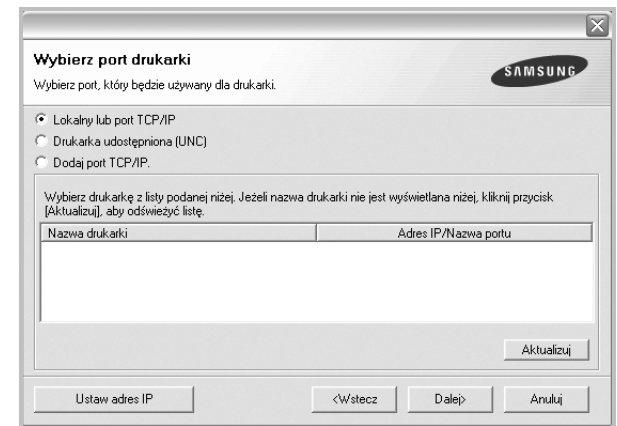 Wybierz port drukarki
Wybierz port, który będzie używany dla drukarki.
SAMSUNG
Lokalny lub port TCP/IP
Drukarka udostępniona (UNC)
Dodaj port TCP/IP.
Wybierz drukarkę z listy podanej niżej. Jeżeli nazwa drukarki nie jest wyświetlana niżej, kliknij przycisk
[Aktualizuj], aby odświeżyć listę.
Nazwa drukarki Adres IP/Nazwa portu
Aktualizuj
Ustaw adres IP <Wstecz Dalej> Anuluj